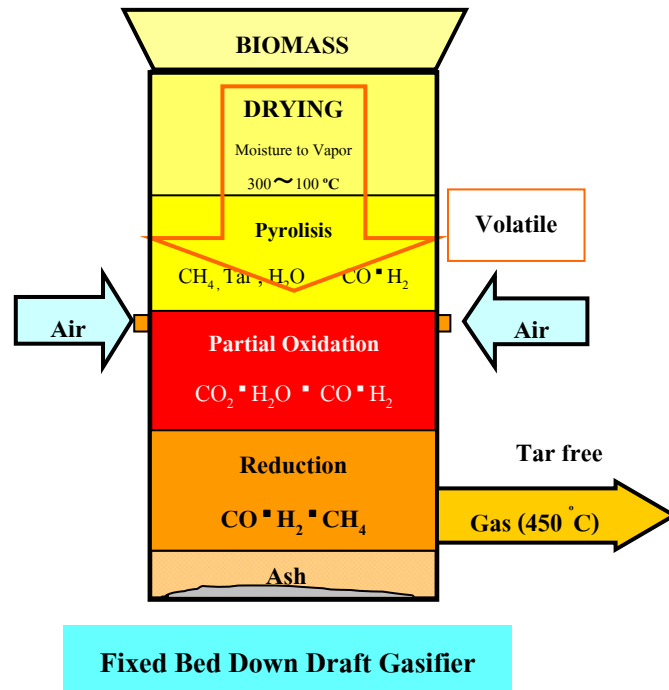 BIOMASS
DRYING
Moisture to Vapor
300～100 ºC
Pyrolisis
Volatile
CH₄, Tar , H₂O CO▪H₂
Air
Air
Partial Oxidation
CO₂▪H₂O ▪ CO▪H₂
Reduction
Tar free
CO▪H₂▪CH₄
Gas (450 °C)
Ash
Fixed Bed Down Draft Gasifier